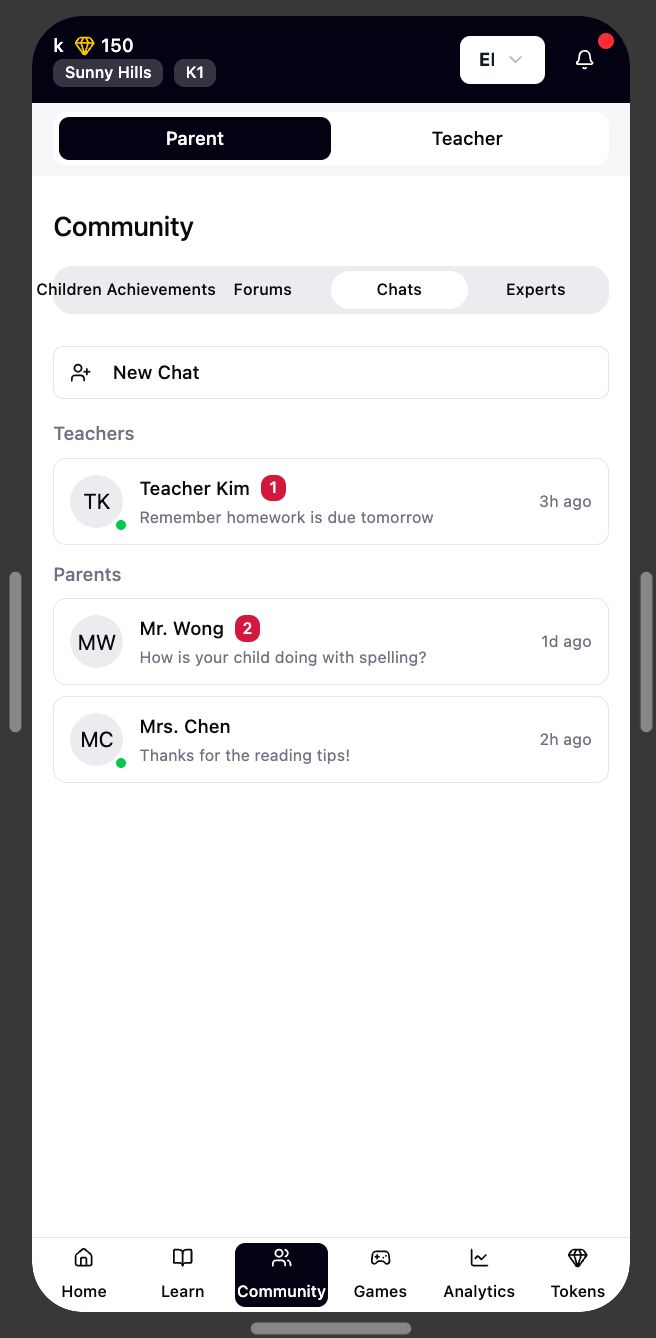 k 150
Sunny Hills K1
El
Parent Teacher
Community
Children Achievements Forums Chats Experts
New Chat
Teachers
TK
Teacher Kim 1
Remember homework is due tomorrow
3h ago
Parents
MW
Mr. Wong 2
How is your child doing with spelling?
1d ago
MC
Mrs. Chen
Thanks for the reading tips!
2h ago
Home Learn Community Games Analytics Tokens